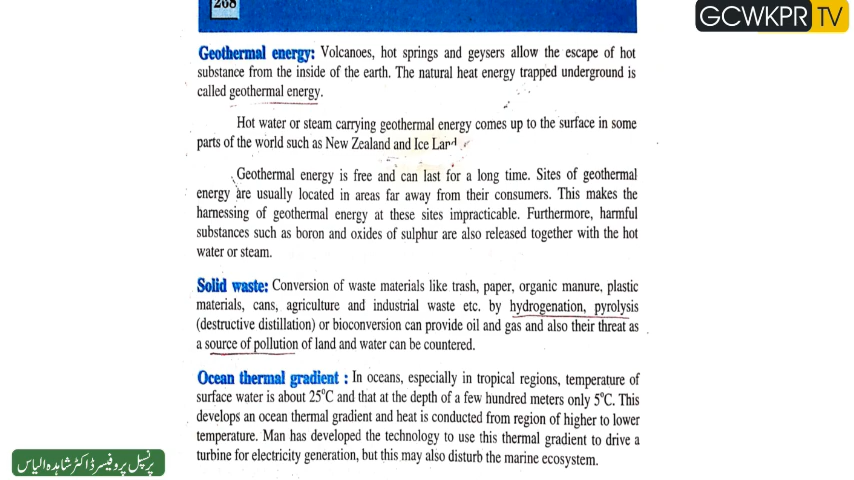 268
GCWKPR TV
Geothermal energy: Volcanoes, hot springs and geysers allow the escape of hot
substance from the inside of the earth. The natural heat energy trapped underground is
called geothermal energy.
Hot water or steam carrying geothermal energy comes up to the surface in some
parts of the world such as New Zealand and Ice Land
Geothermal energy is free and can last for a long time. Sites of geothermal
energy are usually located in areas far away from their consumers. This makes the
harnessing of geothermal energy at these sites impracticable. Furthermore, harmful
substances such as boron and oxides of sulphur are also released together with the hot
water or steam.
Solid waste: Conversion of waste materials like trash, paper, organic manure, plastic
materials, cans, agriculture and industrial waste etc. by hydrogenation, pyrolysis
(destructive distillation) or bioconversion can provide oil and gas and also their threat as
a source of pollution of land and water can be countered.
Ocean thermal gradient : In oceans, especially in tropical regions, temperature of
surface water is about 25°C and that at the depth of a few hundred meters only 5°C. This
develops an ocean thermal gradient and heat is conducted from region of higher to lower
temperature. Man has developed the technology to use this thermal gradient to drive a
turbine for electricity generation, but this may also disturb the marine ecosystem.
پرنسپل پروفیسر ڈاکٹر شاہدہ الیاس